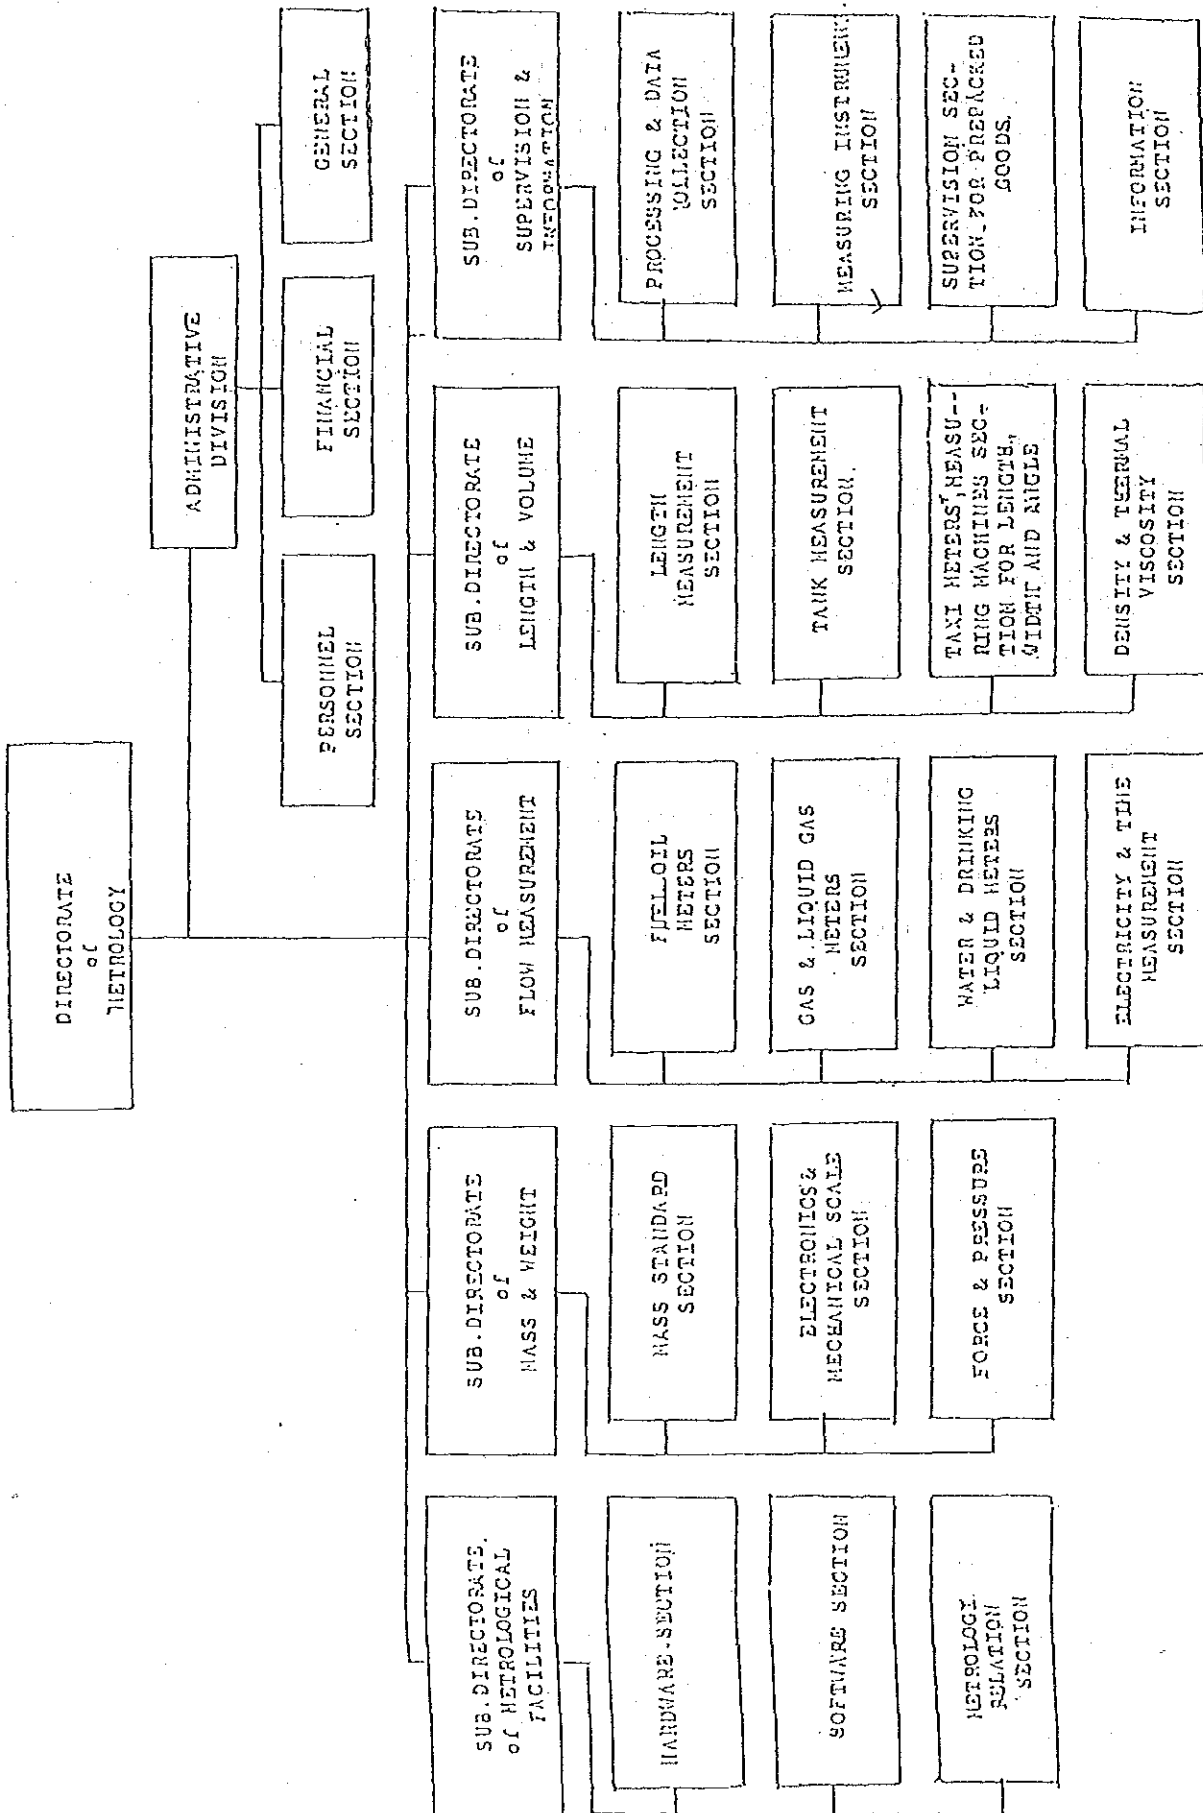 DIRECTORATE
of
METROLOGY
ADMINISTRATIVE
DIVISION
PERSONNEL
SECTION
FINANCIAL
SECTION
GENERAL
SECTION
SUB.DIRECTORATE.
of METROLOGICAL
FACILITIES
SUB.DIRECTORATE
of
MASS & WEIGHT
SUB.DIRECTORATE
of
FLOW MEASUREMENT
SUB.DIRECTORATE
of
LENGTH & VOLUME
SUB.DIRECTORATE
of
SUPERVISION &
INFORMATION
HARDWARE.SECTION
MASS STANDARD
SECTION
FUEL.OIL
METERS
SECTION
LENGTH
MEASUREMENT
SECTION
PROCESSING & DATA
COLLECTION
SECTION
SOFTWARE SECTION
ELECTRONICS &
MECHANICAL SCALE
SECTION
GAS & LIQUID GAS
METERS
SECTION
TANK MEASUREMENT
SECTION.
MEASURING INSTRUMENT
SECTION
METROLOGY.
RELATION
SECTION
FORCE & PRESSURE
SECTION
WATER & DRINKING
LIQUID METERS
SECTION
TAXI METERS, MEASU-
RING MACHINES SEC-
TION FOR LENGTH,
WIDTH AND ANGLE
SUPERVISION SEC-
TION FOR PREPACKED
GOODS.
ELECTRICITY & TIME
MEASUREMENT
SECTION
DENSITY & THERMAL
VISCOSITY
SECTION
INFORMATION
SECTION